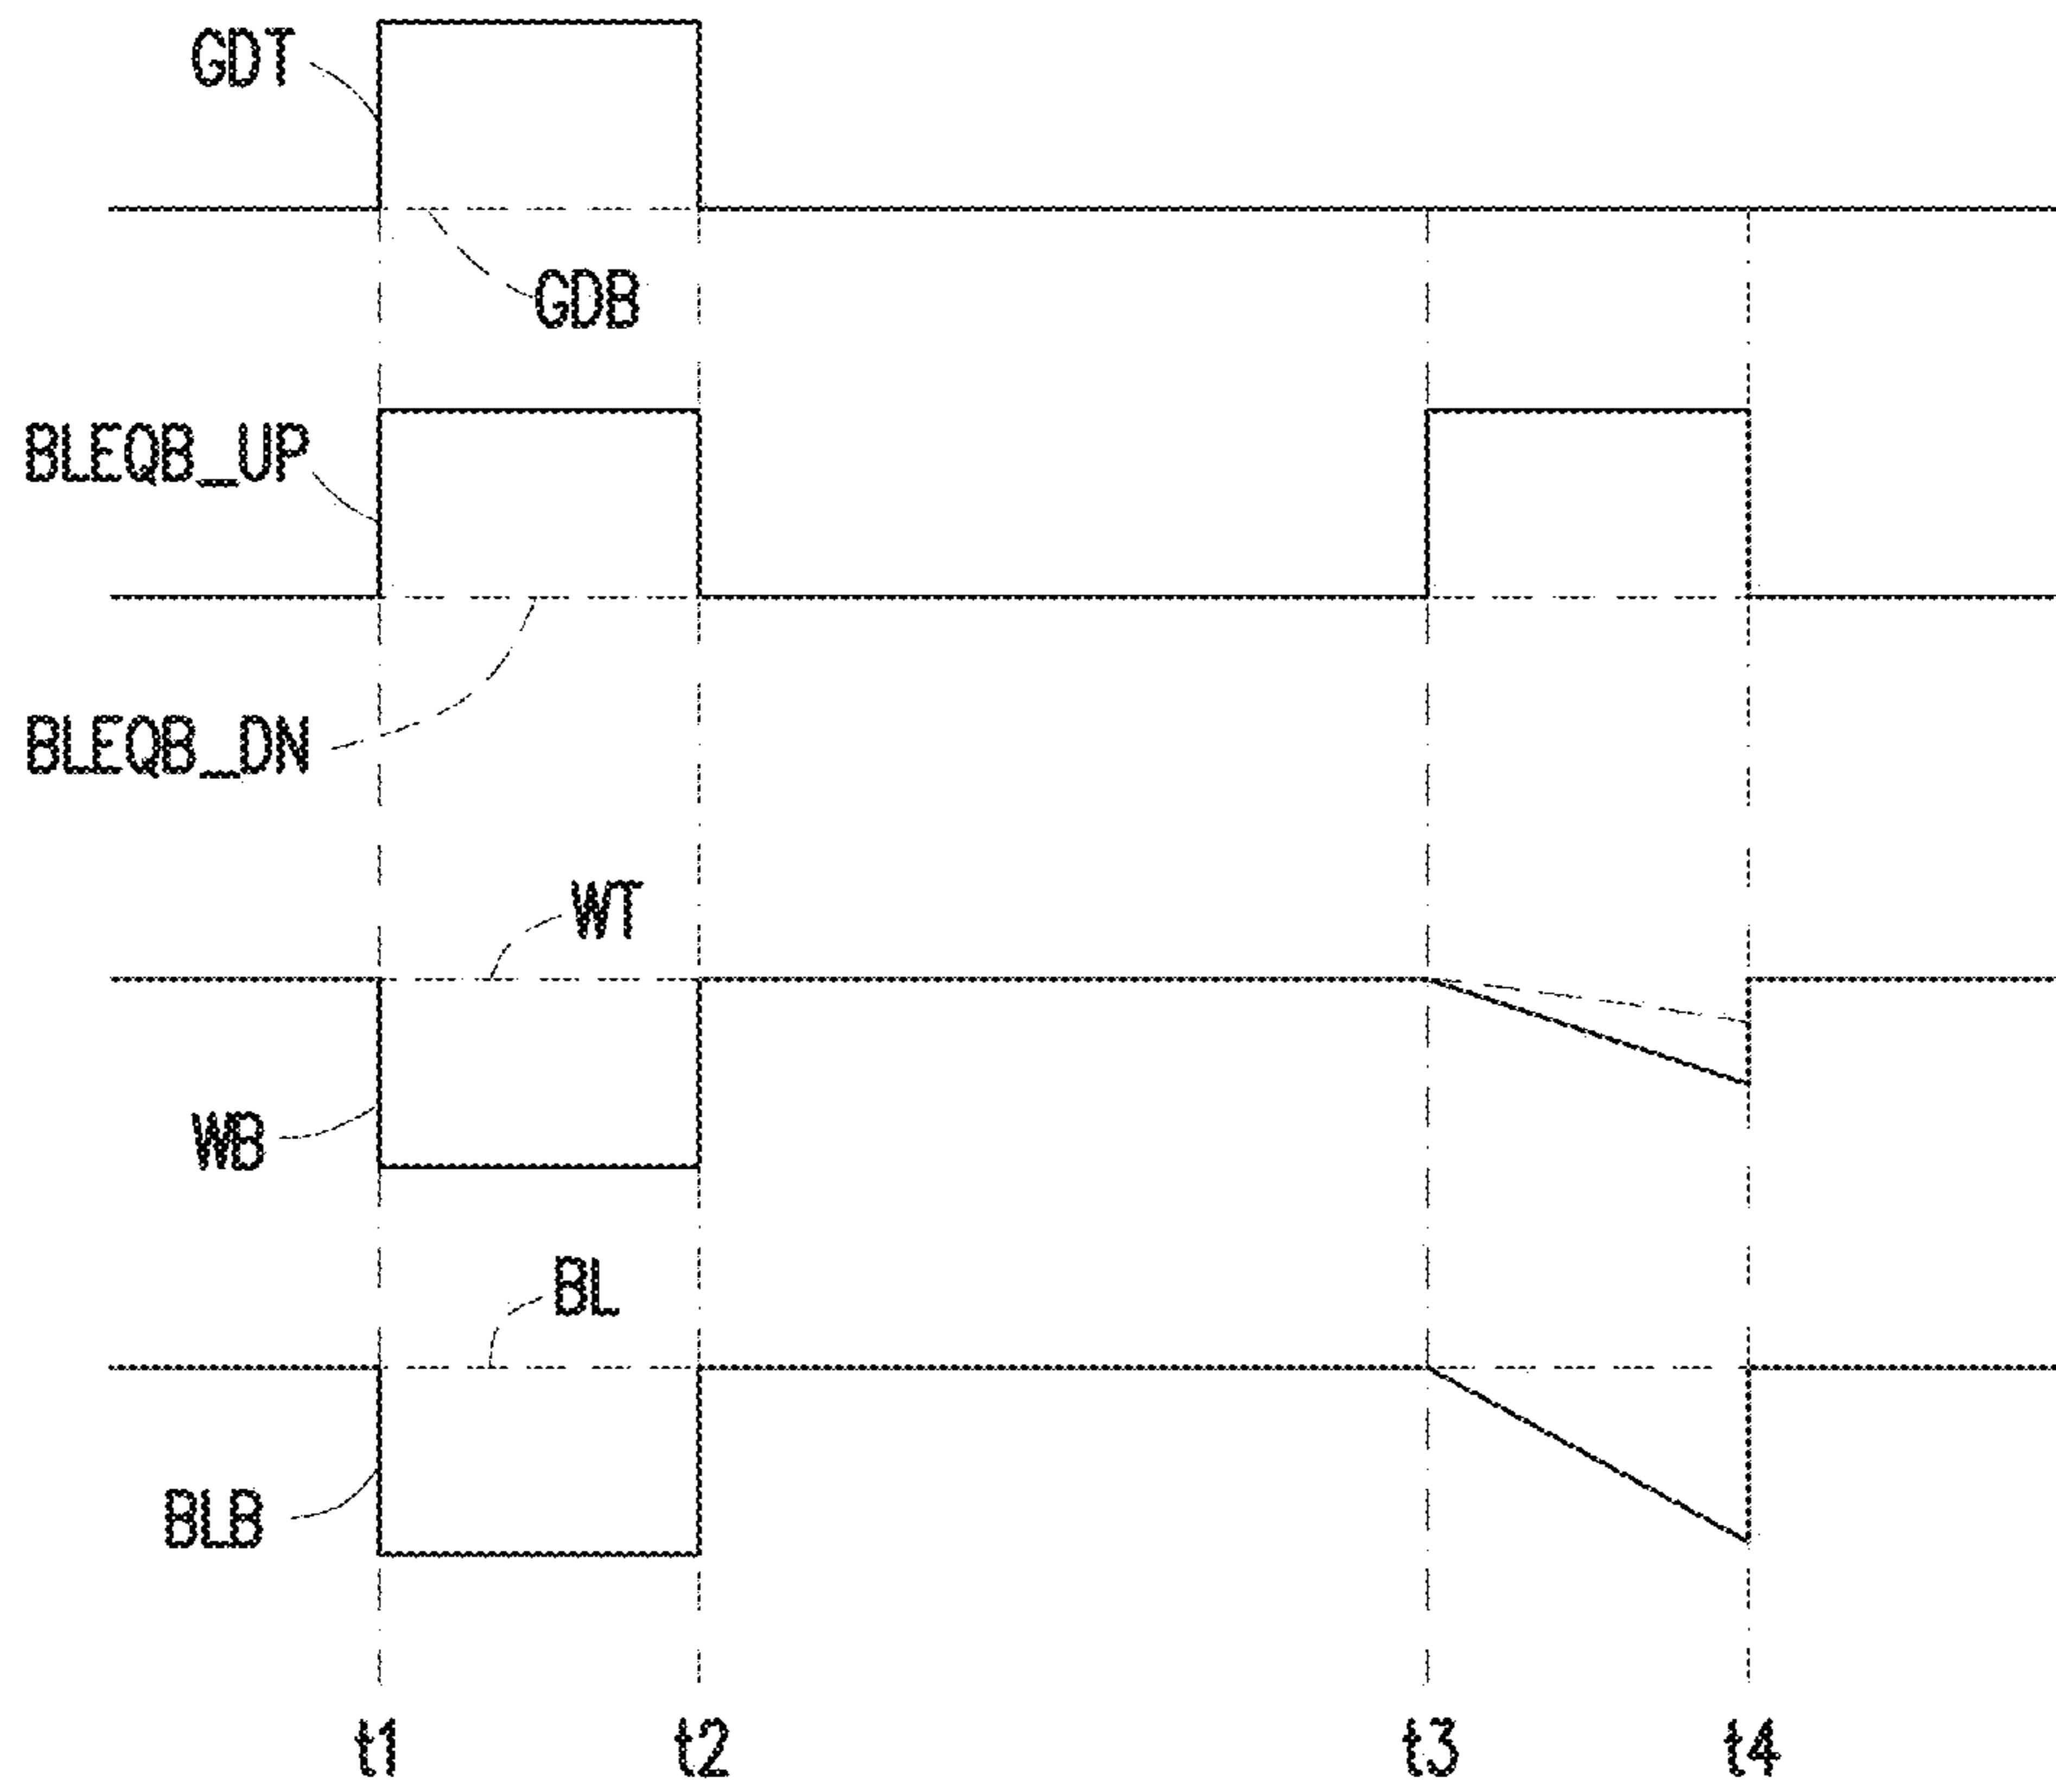 GDT
GDB
BLEQB_UP
BLEQB_DN
WT
WB
BL
BLB
t1 t2 t3 t4